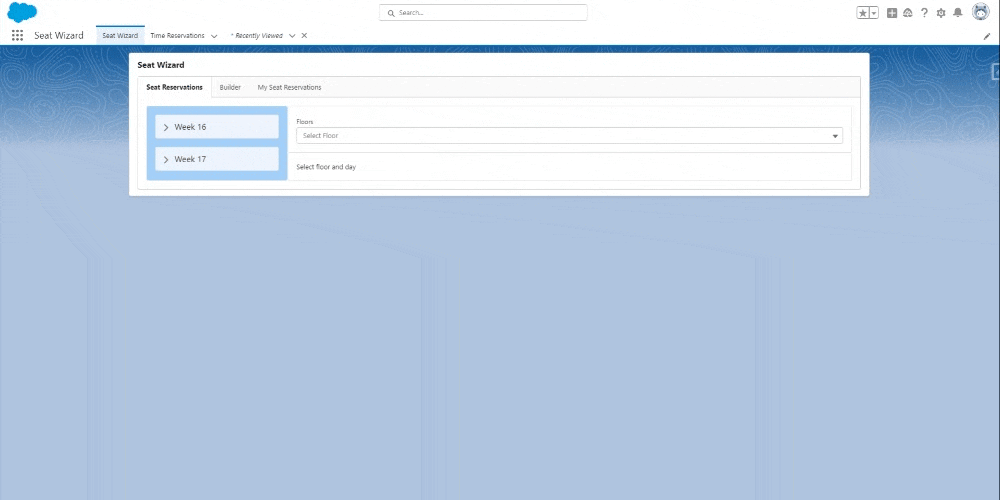 Search...
Seat Wizard
Seat Wizard
Time Reservations
* Recently Viewed
Seat Wizard
Seat Reservations
Builder
My Seat Reservations
Week 16
Week 17
Floors
Select Floor
Select floor and day